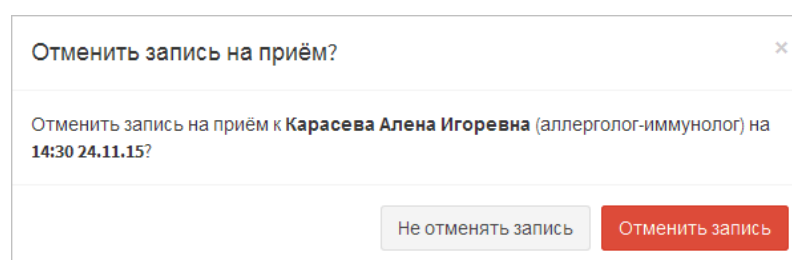 Отменить запись на приём?
×
Отменить запись на приём к Карасева Алена Игоревна (аллерголог-иммунолог) на
14:30 24.11.15?
Не отменять запись Отменить запись